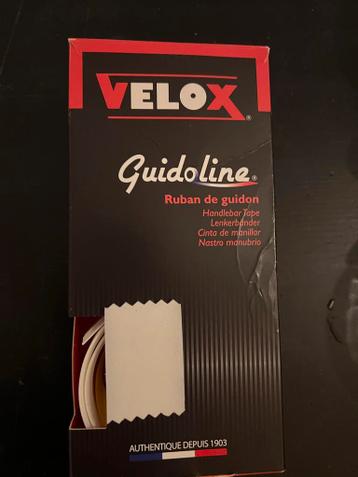 VELOX®
Guidoline®
Ruban de guidon
Handlebar Tape
Lenkerbänder
Cinta de manillar
Nastro manubrio
AUTHENTIQUE DEPUIS 1903